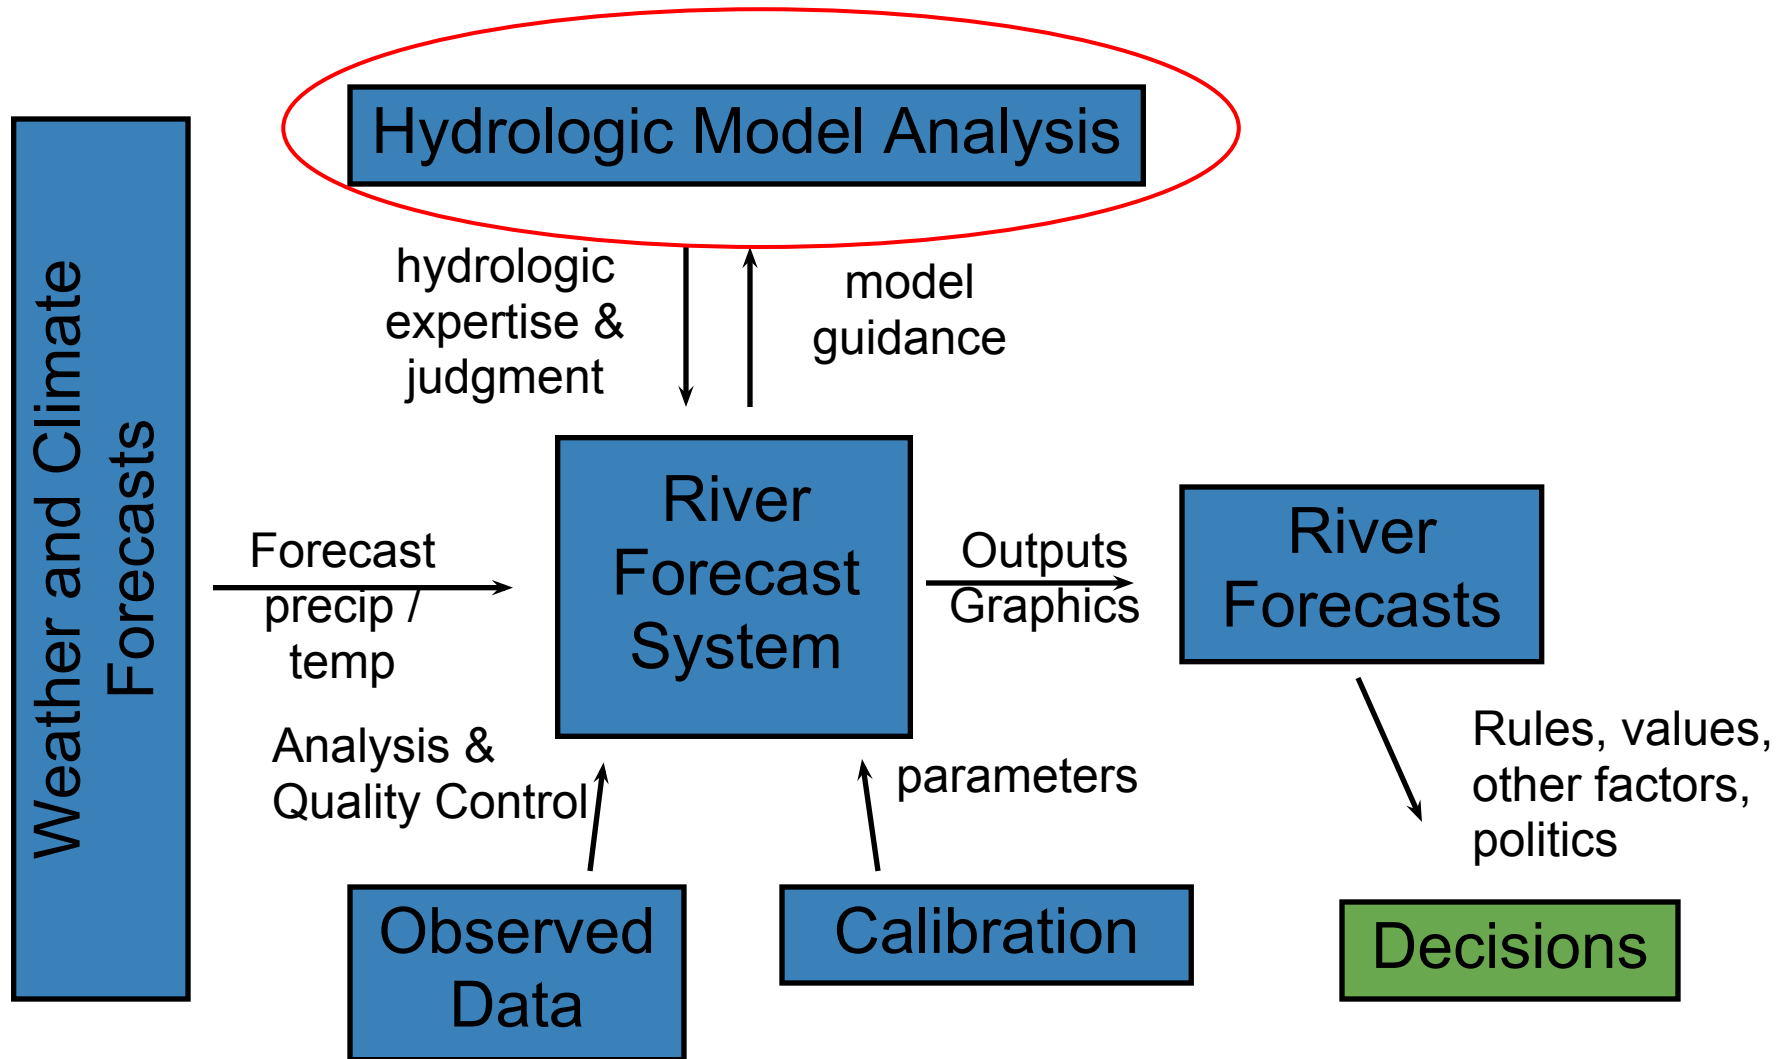 Hydrologic Model Analysis
Weather and Climate
Forecasts
hydrologic
expertise &
judgment
model
guidance
Forecast
precip /
temp
River
Forecast
System
Outputs
Graphics
River
Forecasts
Analysis &
Quality Control
parameters
Rules, values,
other factors,
politics
Observed
Data
Calibration
Decisions